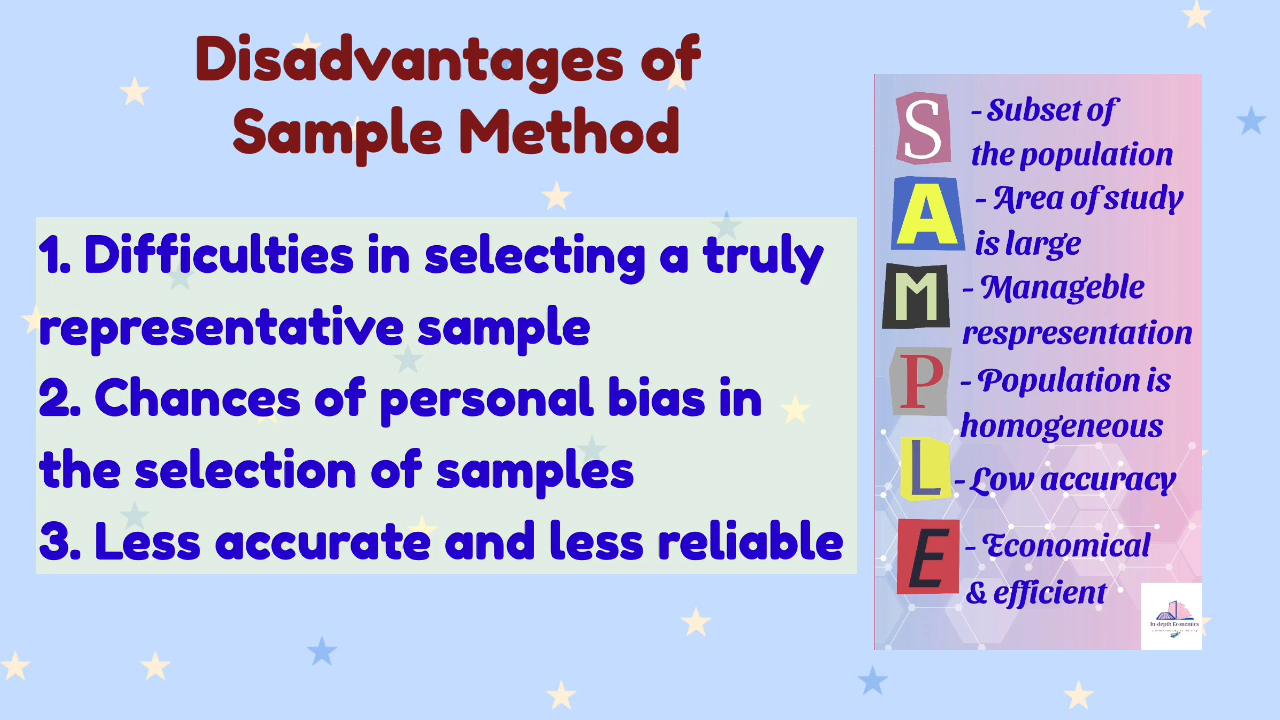 Disadvantages of
Sample Method
1. Difficulties in selecting a truly
representative sample
2. Chances of personal bias in
the selection of samples
3. Less accurate and less reliable
S - Subset of
the population
A - Area of study
is large
M - Manageble
respresentation
P - Population is
homogeneous
L - Low accuracy
E - Economical
& efficient
In-depth Economics